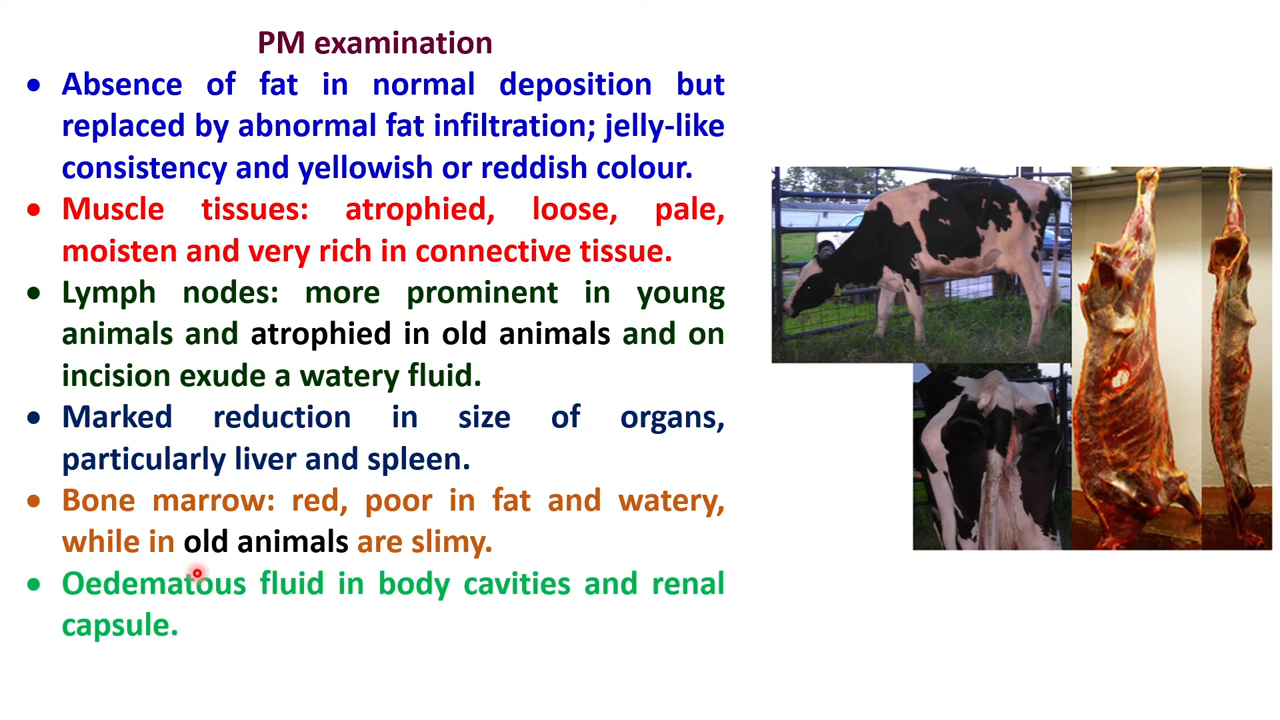 PM examination
• Absence of fat in normal deposition but
replaced by abnormal fat infiltration; jelly-like
consistency and yellowish or reddish colour.
• Muscle tissues: atrophied, loose, pale,
moisten and very rich in connective tissue.
• Lymph nodes: more prominent in young
animals and atrophied in old animals and on
incision exude a watery fluid.
• Marked reduction in size of organs,
particularly liver and spleen.
• Bone marrow: red, poor in fat and watery,
while in old animals are slimy.
• Oedematous fluid in body cavities and renal
capsule.